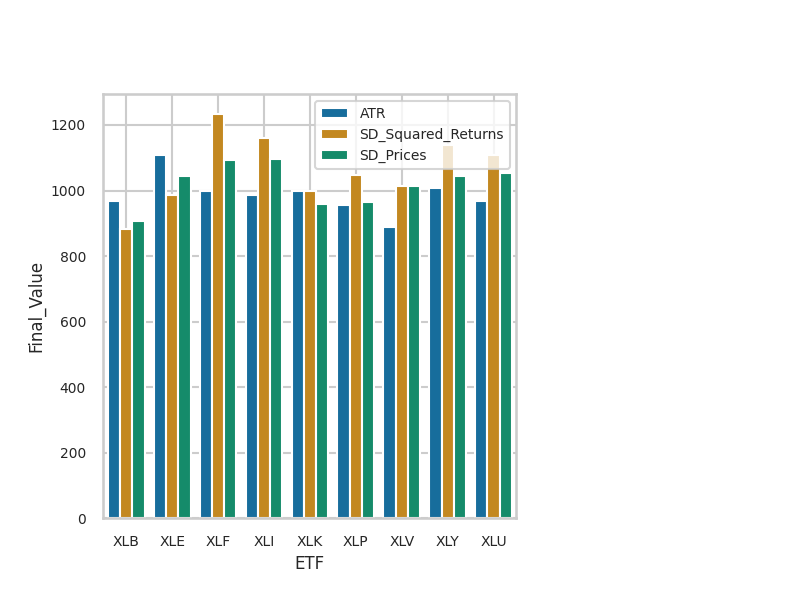 ATR
SD_Squared_Returns
SD_Prices
1200
1000
800
600
400
200
0
Final_Value
XLB XLE XLF XLI XLK XLP XLV XLY XLU
ETF